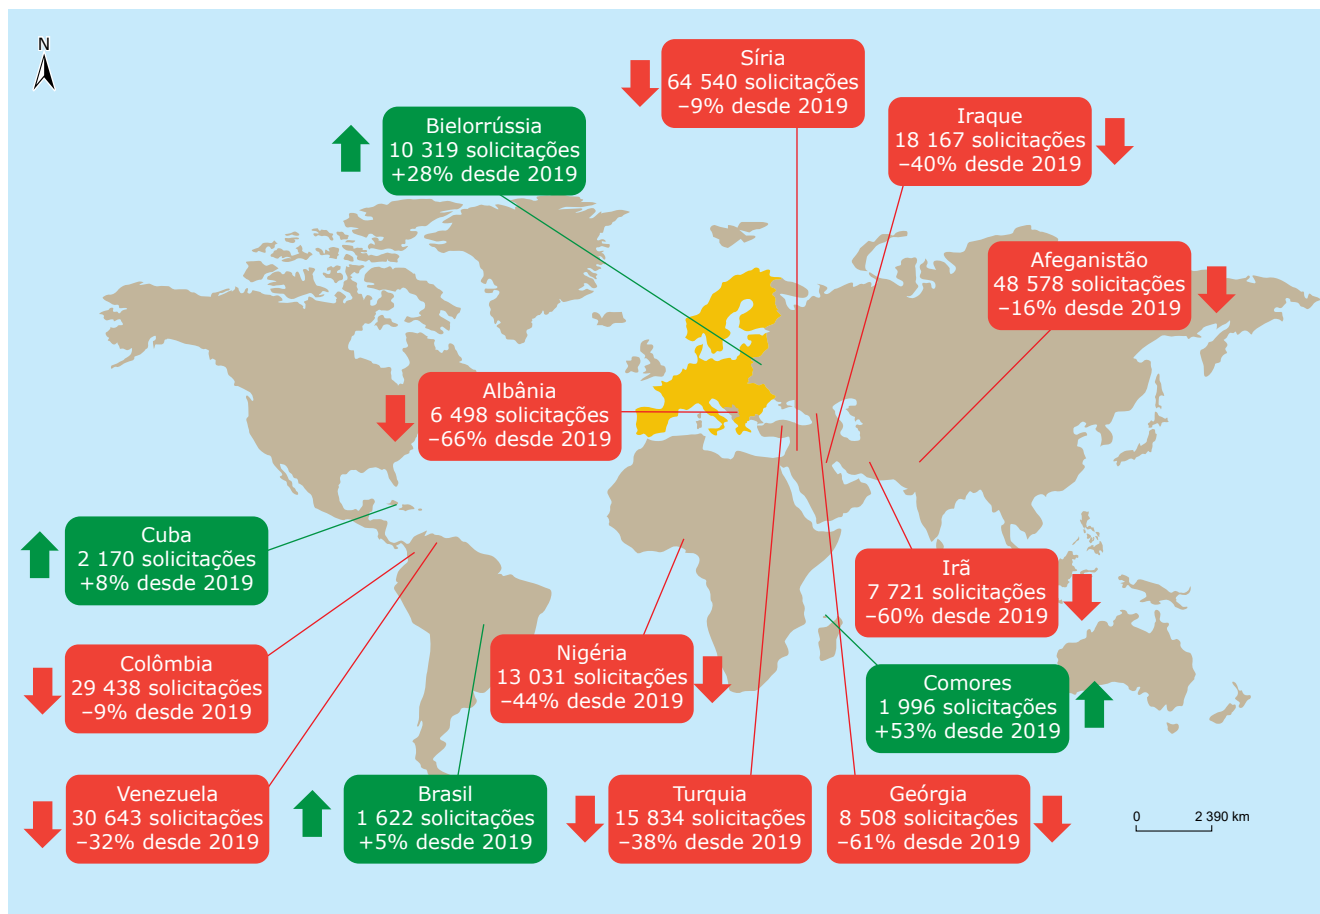 N
Síria
64 540 solicitações
–9% desde 2019
Iraque
18 167 solicitações
–40% desde 2019
Bielorrússia
10 319 solicitações
+28% desde 2019
Afeganistão
48 578 solicitações
–16% desde 2019
Albânia
6 498 solicitações
–66% desde 2019
Cuba
2 170 solicitações
+8% desde 2019
Irã
7 721 solicitações
–60% desde 2019
Colômbia
29 438 solicitações
–9% desde 2019
Nigéria
13 031 solicitações
–44% desde 2019
Comores
1 996 solicitações
+53% desde 2019
Venezuela
30 643 solicitações
–32% desde 2019
Brasil
1 622 solicitações
+5% desde 2019
Turquia
15 834 solicitações
–38% desde 2019
Geórgia
8 508 solicitações
–61% desde 2019
0 2 390 km